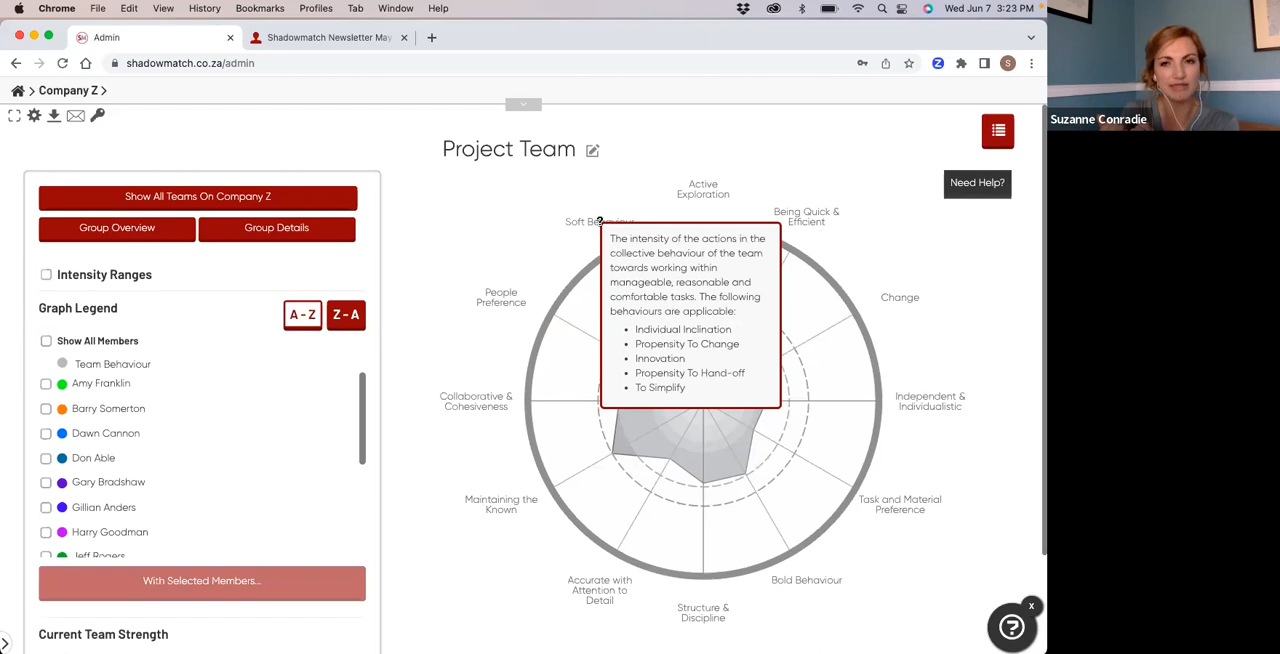 Chrome File Edit View History Bookmarks Profiles Tab Window Help
Wed Jun 7 3:23 PM
Admin
Shadowmatch Newsletter May
shadowmatch.co.za/admin
S
Company Z
Suzanne Conradie
Project Team
Need Help?
Show All Teams On Company Z
Group Overview
Group Details
Intensity Ranges
Graph Legend
A - Z
Z - A
Show All Members
Team Behaviour
Amy Franklin
Barry Somerton
Dawn Cannon
Don Able
Gary Bradshaw
Gillian Anders
Harry Goodman
Jeff Rogers
With Selected Members...
Current Team Strength
Active
Exploration
Being Quick &
Efficient
Change
Independent &
Individualistic
Task and Material
Preference
Bold Behaviour
Structure &
Discipline
Accurate with
Attention to
Detail
Maintaining the
Known
Collaborative &
Cohesiveness
People
Preference
Soft Behaviour
The intensity of the actions in the
collective behaviour of the team
towards working within
manageable, reasonable and
comfortable tasks. The following
behaviours are applicable:
Individual Inclination
Propensity To Change
Innovation
Propensity To Hand-off
To Simplify
x
?